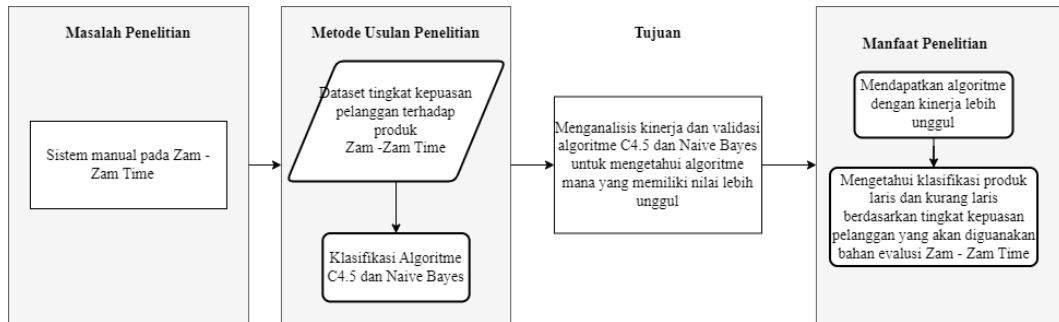 Masalah Penelitian
Sistem manual pada Zam -
Zam Time
Metode Usulan Penelitian
Dataset tingkat kepuasan
pelanggan terhadap
produk
Zam -Zam Time
Klasifikasi Algoritme
C4.5 dan Naive Bayes
Tujuan
Menganalisis kinerja dan validasi
algoritme C4.5 dan Naive Bayes
untuk mengetahui algoritme
mana yang memiliki nilai lebih
unggul
Manfaat Penelitian
Mendapatkan algoritme
dengan kinerja lebih
unggul
Mengetahui klasifikasi produk
laris dan kurang laris
berdasarkan tingkat kepuasan
pelanggan yang akan diguanakan
bahan evalusi Zam - Zam Time